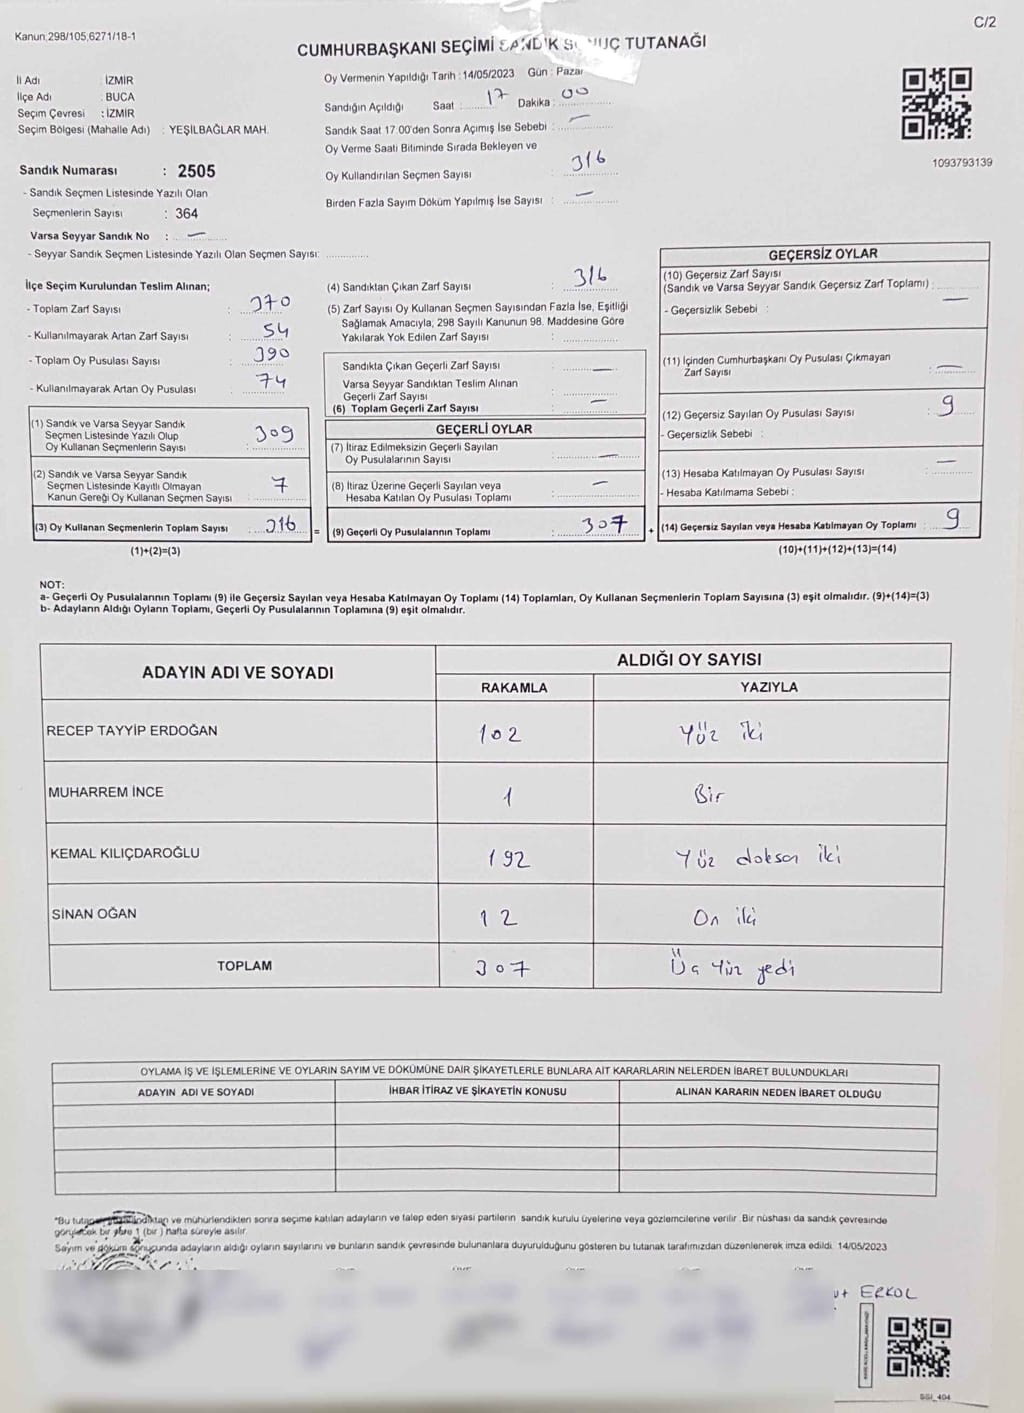 C/2
Kanun,298/105,6271/18-1
CUMHURBAŞKANI SEÇİMİ SANDIK SONUÇ TUTANAĞI
İl Adı : İZMİR
İlçe Adı : BUCA
Seçim Çevresi : İZMİR
Seçim Bölgesi (Mahalle Adı) : YEŞİLBAĞLAR MAH.
Sandık Numarası : 2505
- Sandık Seçmen Listesinde Yazılı Olan
Seçmenlerin Sayısı : 364
Varsa Seyyar Sandık No : —
- Seyyar Sandık Seçmen Listesinde Yazılı Olan Seçmen Sayısı:
Oy Vermenin Yapıldığı Tarih : 14/05/2023 Gün : Pazar
Sandığın Açıldığı Saat : 17 Dakika : 00
Sandık Saat 17:00'den Sonra Açımış İse Sebebi : —
Oy Verme Saati Bitiminde Sırada Bekleyen ve
Oy Kullandırılan Seçmen Sayısı : 316
Birden Fazla Sayım Döküm Yapılmış İse Sayısı : —
1093793139
İlçe Seçim Kurulundan Teslim Alınan;
- Toplam Zarf Sayısı : 370
- Kullanılmayarak Artan Zarf Sayısı : 54
- Toplam Oy Pusulası Sayısı : 390
- Kullanılmayarak Artan Oy Pusulası : 74
(1) Sandık ve Varsa Seyyar Sandık
Seçmen Listesinde Yazılı Olup
Oy Kullanan Seçmenlerin Sayısı : 309
(2) Sandık ve Varsa Seyyar Sandık
Seçmen Listesinde Kayıtlı Olmayan
Kanun Gereği Oy Kullanan Seçmen Sayısı : 7
(3) Oy Kullanan Seçmenlerin Toplam Sayısı : 316 =
(1)+(2)=(3)
(4) Sandıktan Çıkan Zarf Sayısı : 316
(5) Zarf Sayısı Oy Kullanan Seçmen Sayısından Fazla İse, Eşitliği
Sağlamak Amacıyla, 298 Sayılı Kanunun 98. Maddesine Göre
Yakılarak Yok Edilen Zarf Sayısı :
Sandıkta Çıkan Geçerli Zarf Sayısı : —
Varsa Seyyar Sandıktan Teslim Alınan
Geçerli Zarf Sayısı :
(6) Toplam Geçerli Zarf Sayısı : —
GEÇERLİ OYLAR
(7) İtiraz Edilmeksizin Geçerli Sayılan
Oy Pusulalarının Sayısı : —
(8) İtiraz Üzerine Geçerli Sayılan veya
Hesaba Katılan Oy Pusulası Toplamı : —
(9) Geçerli Oy Pusulalarının Toplamı : 307 +
GEÇERSİZ OYLAR
(10) Geçersiz Zarf Sayısı
(Sandık ve Varsa Seyyar Sandık Geçersiz Zarf Toplamı) :
- Geçersizlik Sebebi : —
(11) İçinden Cumhurbaşkanı Oy Pusulası Çıkmayan
Zarf Sayısı : —
(12) Geçersiz Sayılan Oy Pusulası Sayısı : 9
- Geçersizlik Sebebi :
(13) Hesaba Katılmayan Oy Pusulası Sayısı : —
- Hesaba Katılmama Sebebi :
(14) Geçersiz Sayılan veya Hesaba Katılmayan Oy Toplamı : 9
(10)+(11)+(12)+(13)=(14)
NOT:
a- Geçerli Oy Pusulalarının Toplamı (9) ile Geçersiz Sayılan veya Hesaba Katılmayan Oy Toplamı (14) Toplamları, Oy Kullanan Seçmenlerin Toplam Sayısına (3) eşit olmalıdır. (9)+(14)=(3)
b- Adayların Aldığı Oyların Toplamı, Geçerli Oy Pusulalarının Toplamına (9) eşit olmalıdır.
ADAYIN ADI VE SOYADI ALDIĞI OY SAYISI
RAKAMLA YAZIYLA
RECEP TAYYİP ERDOĞAN 102 Yüz iki
MUHARREM İNCE 1 Bir
KEMAL KILIÇDAROĞLU 192 Yüz doksan iki
SİNAN OĞAN 12 On iki
TOPLAM 307 Üç yüz yedi
OYLAMA İŞ VE İŞLEMLERİNE VE OYLARIN SAYIM VE DÖKÜMÜNE DAİR ŞİKAYETLERLE BUNLARA AİT KARARLARIN NELERDEN İBARET BULUNDUKLARI
ADAYIN ADI VE SOYADI İHBAR İTİRAZ VE ŞİKAYETİN KONUSU ALINAN KARARIN NEDEN İBARET OLDUĞU
"Bu tutanak ve mühürlendikten sonra seçime katılan adayların ve talep eden siyasi partilerin sandık kurulu üyelerine veya gözlemcilerine verilir. Bir nüshası da sandık çevresinde
görülecek bir yere 1 (bir ) hafta süreyle asılır.
Sayım ve döküm sonucunda adayların aldığı oyların sayılarını ve bunların sandık çevresinde bulunanlara duyurulduğunu gösteren bu tutanak tarafımızdan düzenlenerek imza edildi. 14/05/2023
ERKOL
SSI_404